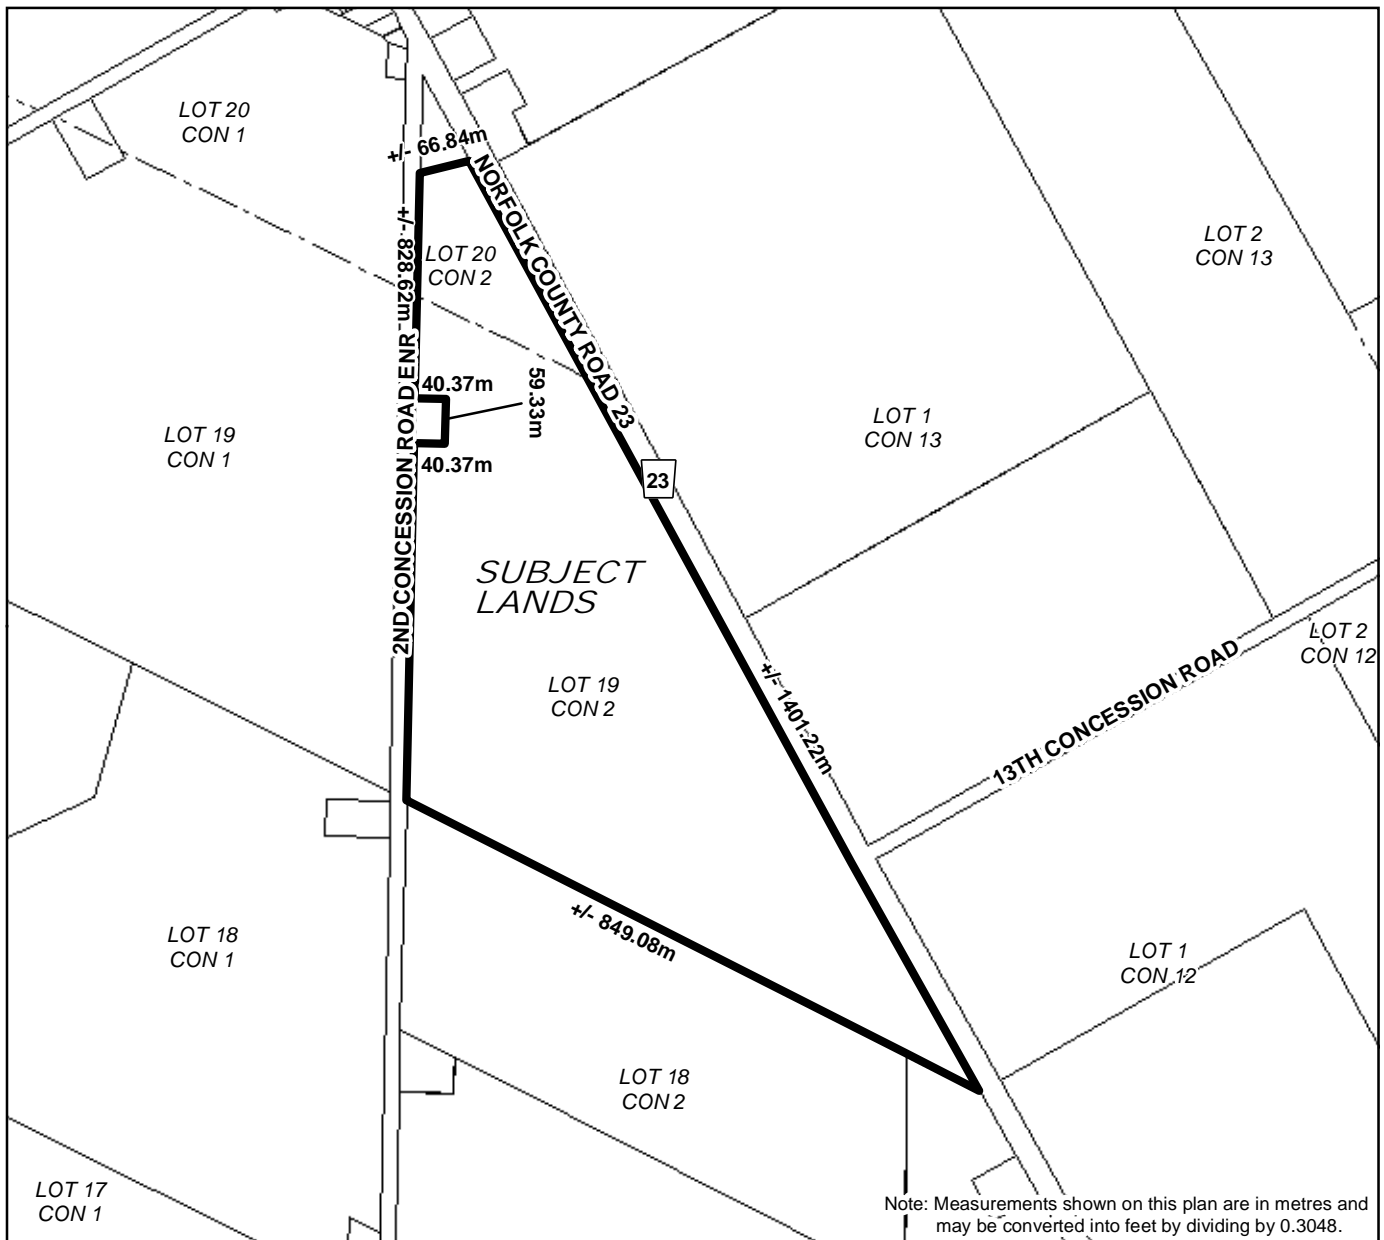 LOT 20
CON 1
+/- 66.84m
NORFOLK COUNTY ROAD 23
+/- 828.62m
LOT 20
CON 2
LOT 2
CON 13
2ND CONCESSION ROAD ENR
40.37m
59.33m
40.37m
LOT 19
CON 1
LOT 1
CON 13
23
SUBJECT
LANDS
LOT 19
CON 2
+/- 1401.22m
13TH CONCESSION ROAD
LOT 2
CON 12
+/- 849.08m
LOT 18
CON 1
LOT 1
CON 12
LOT 18
CON 2
LOT 17
CON 1
Note: Measurements shown on this plan are in metres and
may be converted into feet by dividing by 0.3048.